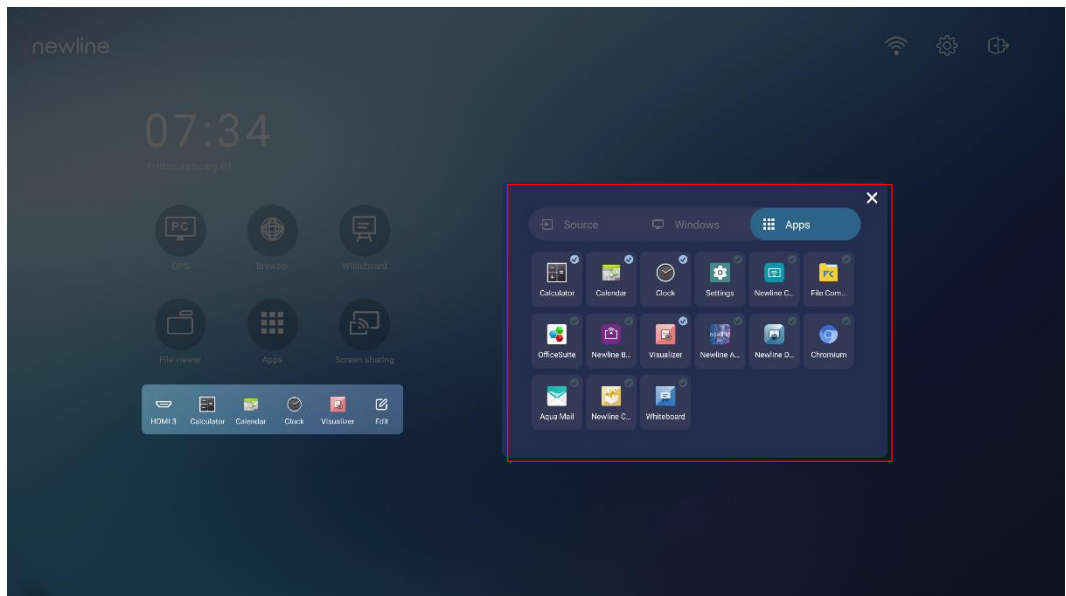 newline
07:34
Friday January 01
PC
OPS
Browser
Whiteboard
File viewer
Apps
Screen sharing
HDMI 3
Calculator
Calendar
Clock
Visualizer
Edit
Source
Windows
Apps
Calculator
Calendar
Clock
Settings
Newline C...
File Com...
OfficeSuite
Newline B...
Visualizer
Newline A...
Newline D...
Chromium
Aqua Mail
Newline C...
Whiteboard